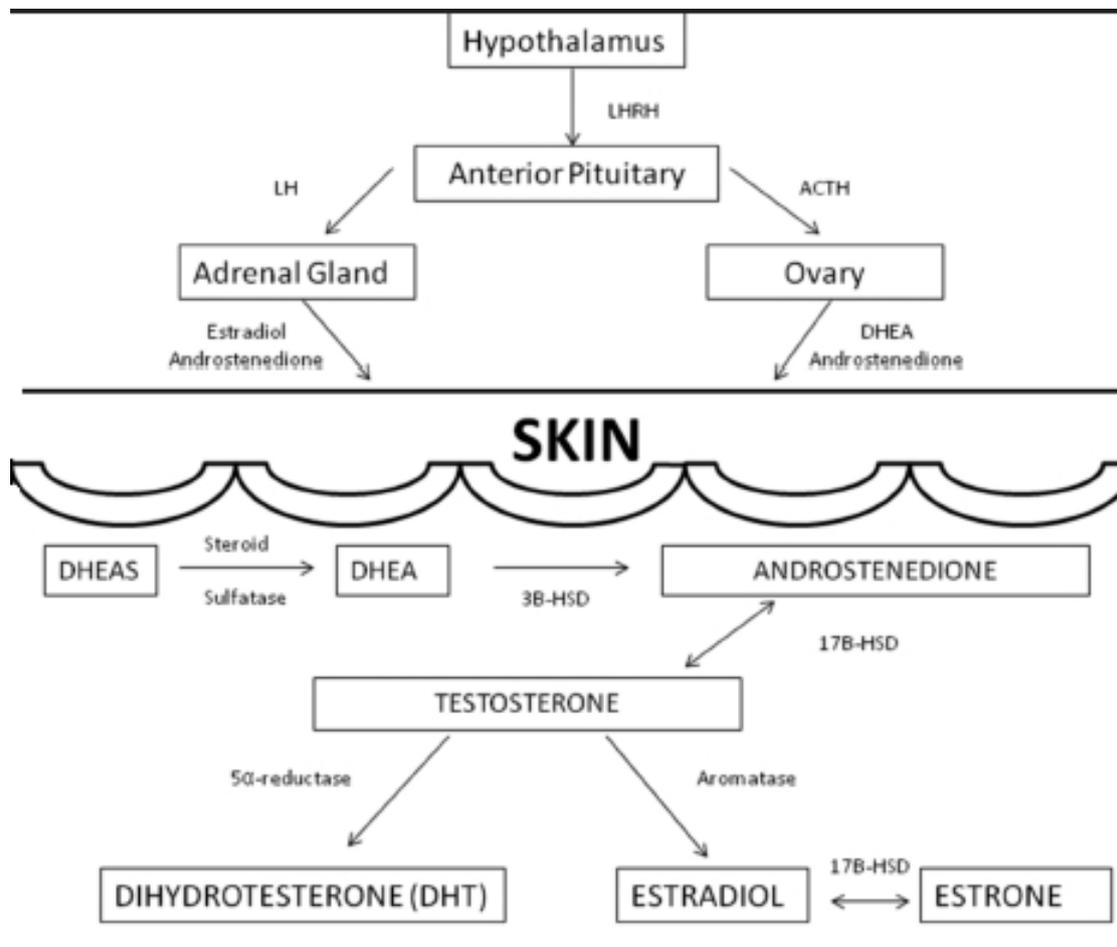 Hypothalamus
LHRH
Anterior Pituitary
LH
ACTH
Adrenal Gland
Ovary
Estradiol
Androstenedione
DHEA
Androstenedione
SKIN
DHEAS
Steroid
Sulfatase
DHEA
3B-HSD
ANDROSTENEDIONE
17B-HSD
TESTOSTERONE
5α-reductase
Aromatase
DIHYDROTESTERONE (DHT)
ESTRADIOL
17B-HSD
ESTRONE